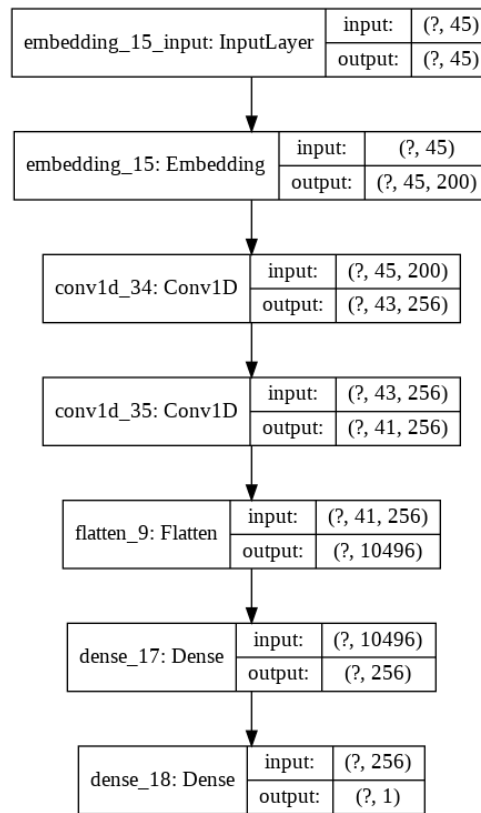 embedding_15_input: InputLayer
input: (?, 45)
output: (?, 45)
embedding_15: Embedding
input: (?, 45)
output: (?, 45, 200)
conv1d_34: Conv1D
input: (?, 45, 200)
output: (?, 43, 256)
conv1d_35: Conv1D
input: (?, 43, 256)
output: (?, 41, 256)
flatten_9: Flatten
input: (?, 41, 256)
output: (?, 10496)
dense_17: Dense
input: (?, 10496)
output: (?, 256)
dense_18: Dense
input: (?, 256)
output: (?, 1)